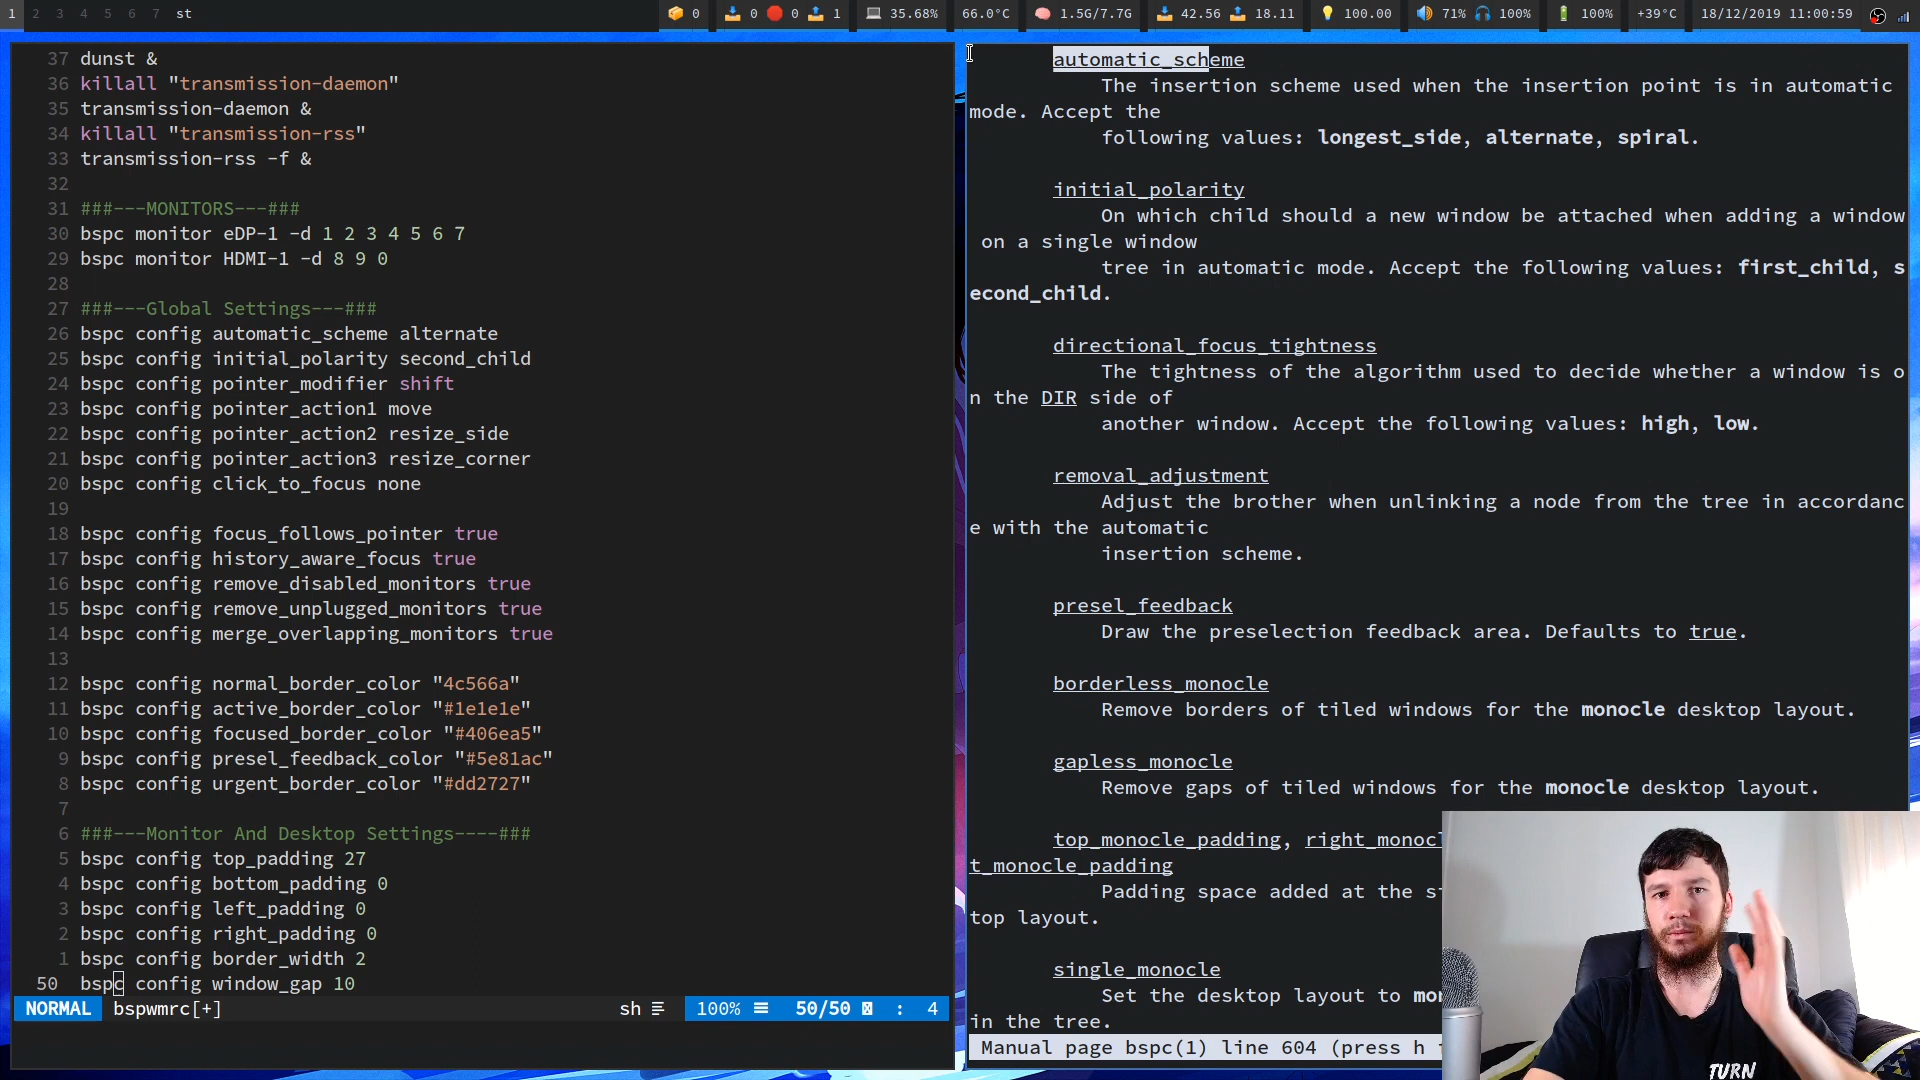 1 2 3 4 5 6 7 st 0 0 0 1 35.68% 66.0°C 1.5G/7.7G 42.56 18.11 100.00 71% 100% 100% +39°C 18/12/2019 11:00:59
37 dunst &
36 killall "transmission-daemon"
35 transmission-daemon &
34 killall "transmission-rss"
33 transmission-rss -f &
32
31 ###---MONITORS---###
30 bspc monitor eDP-1 -d 1 2 3 4 5 6 7
29 bspc monitor HDMI-1 -d 8 9 0
28
27 ###---Global Settings---###
26 bspc config automatic_scheme alternate
25 bspc config initial_polarity second_child
24 bspc config pointer_modifier shift
23 bspc config pointer_action1 move
22 bspc config pointer_action2 resize_side
21 bspc config pointer_action3 resize_corner
20 bspc config click_to_focus none
19
18 bspc config focus_follows_pointer true
17 bspc config history_aware_focus true
16 bspc config remove_disabled_monitors true
15 bspc config remove_unplugged_monitors true
14 bspc config merge_overlapping_monitors true
13
12 bspc config normal_border_color "4c566a"
11 bspc config active_border_color "#1e1e1e"
10 bspc config focused_border_color "#406ea5"
9 bspc config presel_feedback_color "#5e81ac"
8 bspc config urgent_border_color "#dd2727"
7
6 ###---Monitor And Desktop Settings----###
5 bspc config top_padding 27
4 bspc config bottom_padding 0
3 bspc config left_padding 0
2 bspc config right_padding 0
1 bspc config border_width 2
50 bspc config window_gap 10
NORMAL bspwmrc[+] sh 100% 50/50 : 4
automatic_scheme
The insertion scheme used when the insertion point is in automatic
mode. Accept the
following values: longest_side, alternate, spiral.
initial_polarity
On which child should a new window be attached when adding a window
on a single window
tree in automatic mode. Accept the following values: first_child, s
econd_child.
directional_focus_tightness
The tightness of the algorithm used to decide whether a window is o
n the DIR side of
another window. Accept the following values: high, low.
removal_adjustment
Adjust the brother when unlinking a node from the tree in accordanc
e with the automatic
insertion scheme.
presel_feedback
Draw the preselection feedback area. Defaults to true.
borderless_monocle
Remove borders of tiled windows for the monocle desktop layout.
gapless_monocle
Remove gaps of tiled windows for the monocle desktop layout.
top_monocle_padding, right_monocl
t_monocle_padding
Padding space added at the s
top layout.
single_monocle
Set the desktop layout to mo
in the tree.
Manual page bspc(1) line 604 (press h
TURN